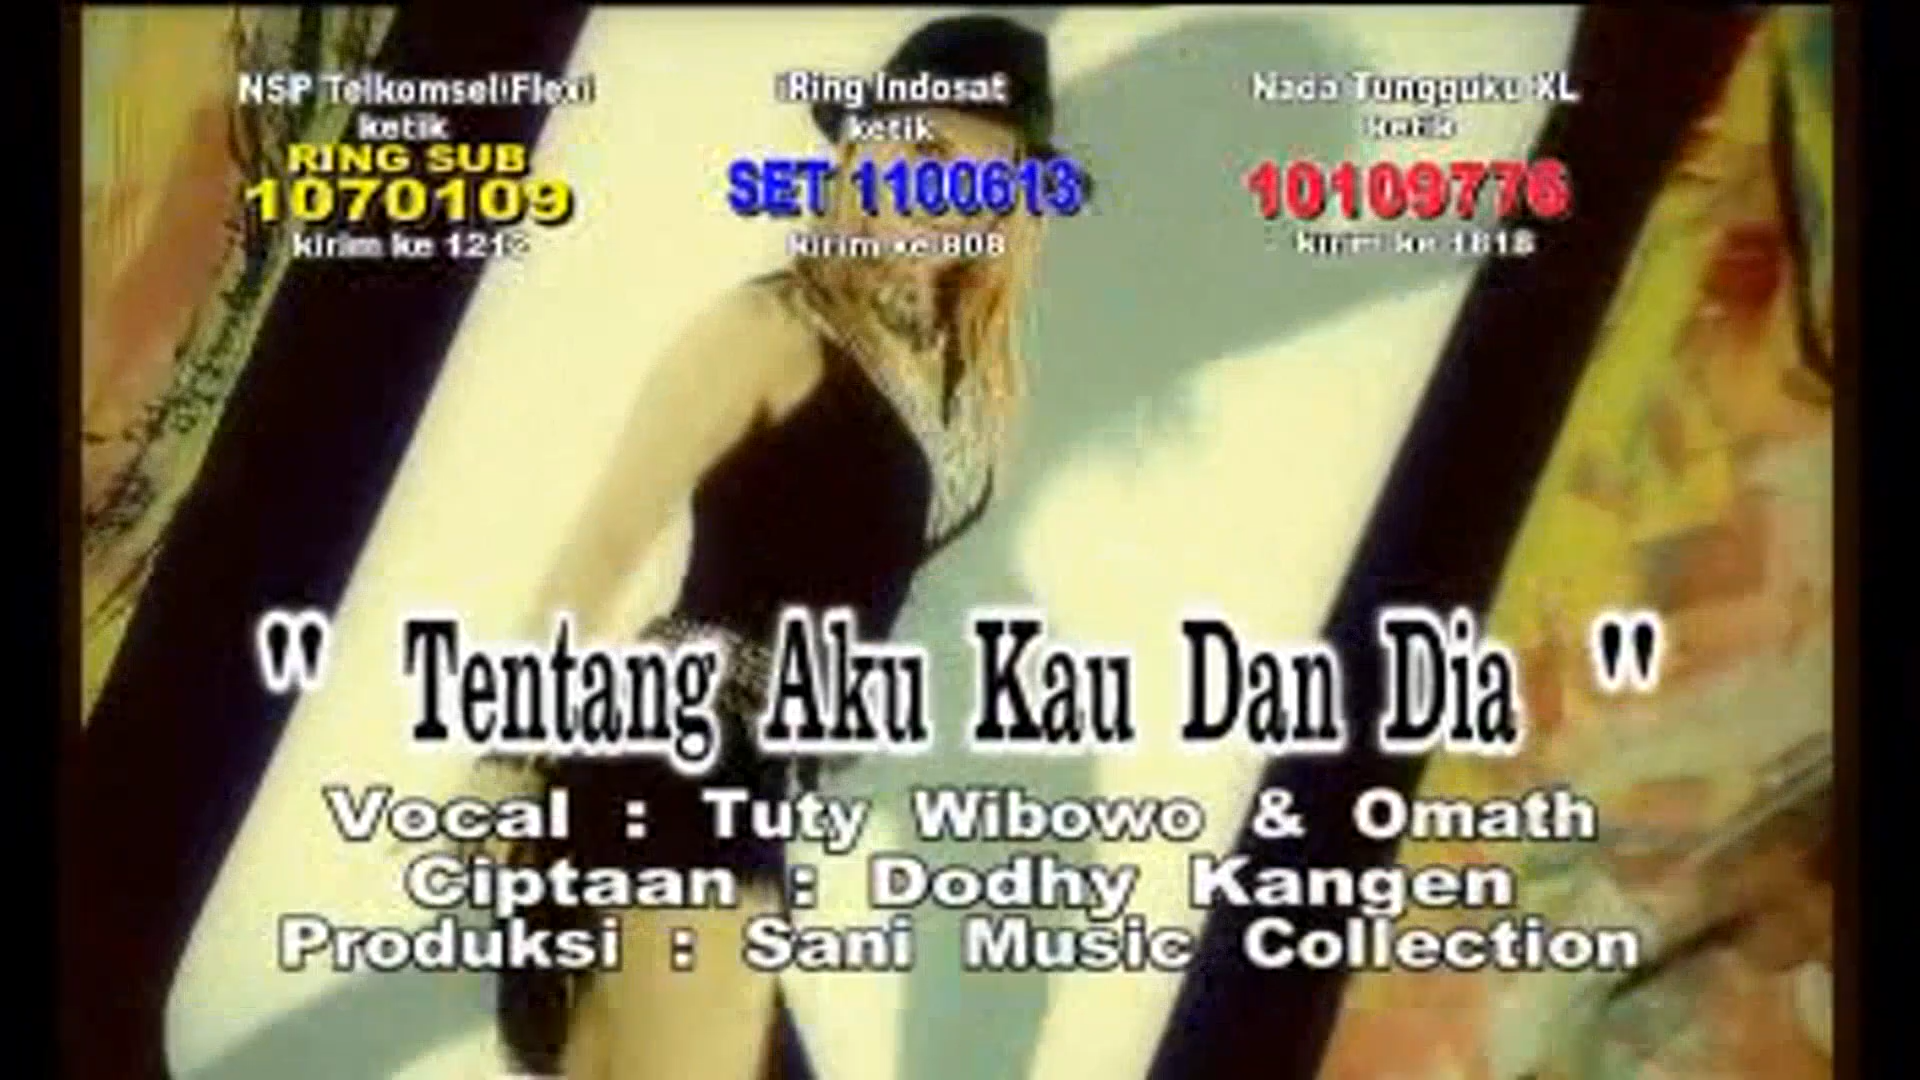 NSP Telkomsel/Flexi
ketik
RING SUB
1070109
kirim ke 1212
iRing Indosat
ketik
SET 1100613
kirim ke 808
Nada Tungguku XL
ketik
10109776
kirim ke 1818
" Tentang Aku Kau Dan Dia "
Vocal : Tuty Wibowo & Omath
Ciptaan : Dodhy Kangen
Produksi : Sani Music Collection